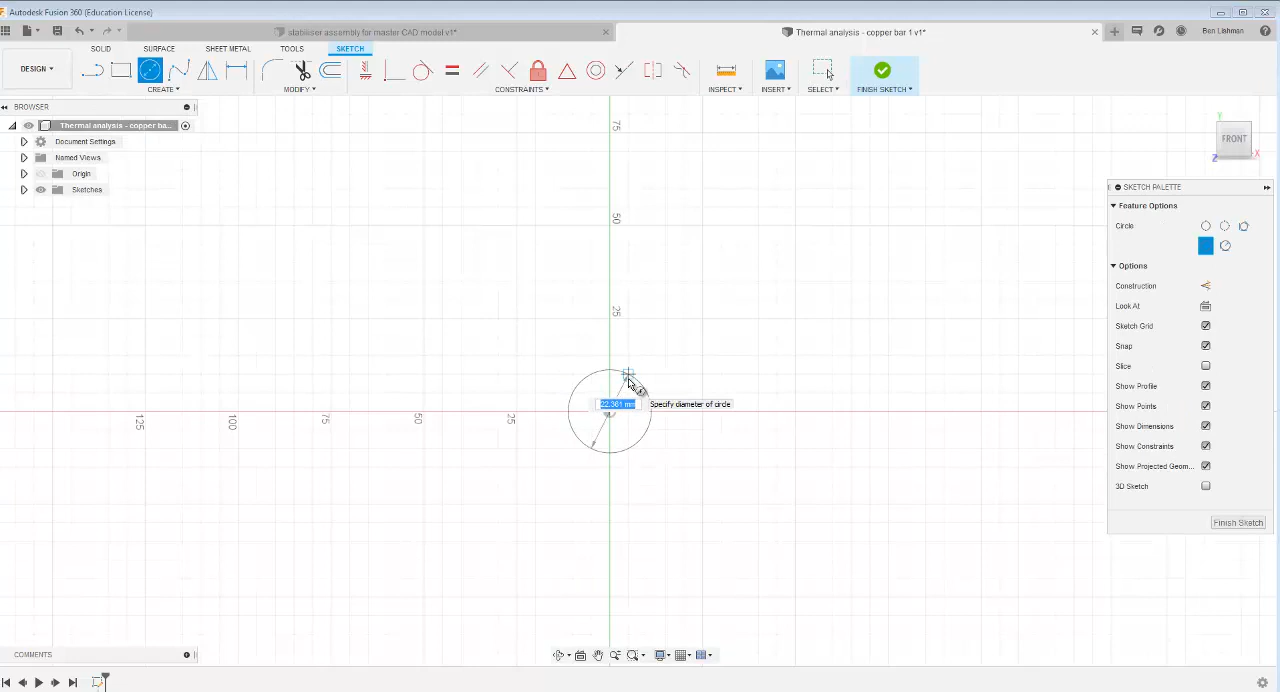 Autodesk Fusion 360 (Education License)
stabiliser assembly for master CAD model v1*
Thermal analysis - copper bar 1 v1*
Ben Lishman
DESIGN
SOLID
SURFACE
SHEET METAL
TOOLS
SKETCH
CREATE
MODIFY
CONSTRAINTS
INSPECT
INSERT
SELECT
FINISH SKETCH
BROWSER
Thermal analysis - copper ba...
Document Settings
Named Views
Origin
Sketches
75
50
25
125
100
75
50
25
22.361 mm
Specify diameter of circle
FRONT
Y
X
Z
SKETCH PALETTE
Feature Options
Circle
Options
Construction
Look At
Sketch Grid
Snap
Slice
Show Profile
Show Points
Show Dimensions
Show Constraints
Show Projected Geom...
3D Sketch
Finish Sketch
COMMENTS